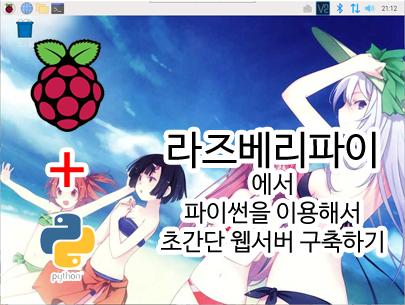 21:12
라즈베리파이
에서
파이썬을 이용해서
초간단 웹서버 구축하기
python